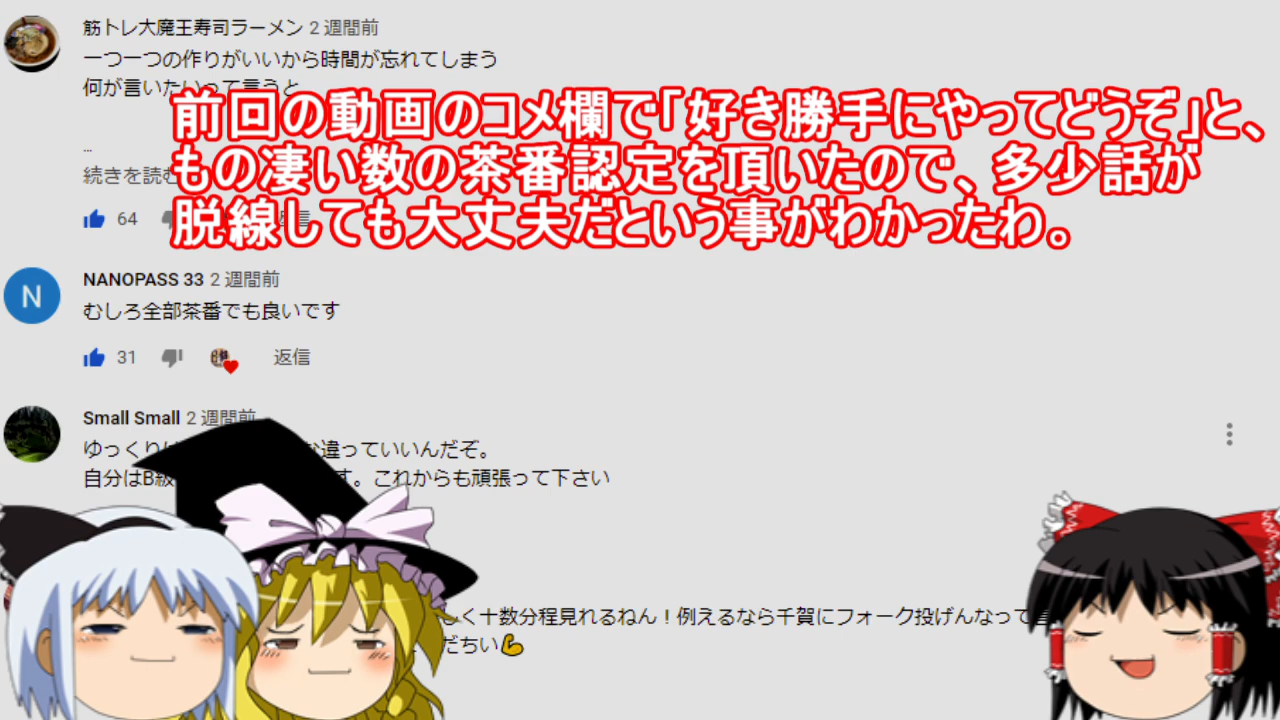 筋トレ大魔王寿司ラーメン 2 週間前
一つ一つの作りがいいから時間が忘れてしまう
何が言いたいって言うと
前回の動画のコメ欄で「好き勝手にやってどうぞ」と、
...
もの凄い数の茶番認定を頂いたので、多少話が
続きを読む
脱線しても大丈夫だという事がわかったわ。
64
返信
N
NANOPASS 33 2 週間前
むしろ全部茶番でも良いです
31
返信
Small Small 2 週間前
ゆっくり
違っていいんだぞ。
自分はB級
す。これからも頑張って下さい
しく十数分程見れるねん！例えるなら千賀にフォーク投げんなって
だちい💪